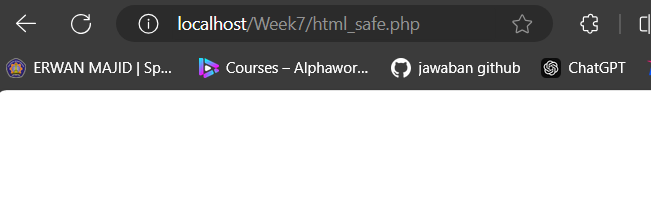 localhost/Week7/html_safe.php
ERWAN MAJID | Sp... Courses – Alphawor... jawaban github ChatGPT